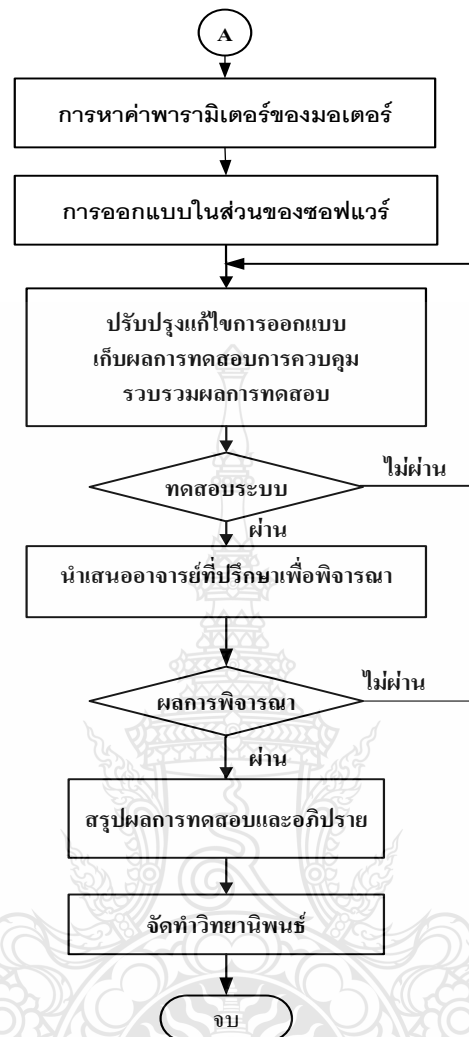 A
การหาค่าพารามิเตอร์ของมอเตอร์
การออกแบบในส่วนของซอฟแวร์
ปรับปรุงแก้ไขการออกแบบ
เก็บผลการทดสอบการควบคุม
รวบรวมผลการทดสอบ
ทดสอบระบบ
ไม่ผ่าน
ผ่าน
นำเสนออาจารย์ที่ปรึกษาเพื่อพิจารณา
ผลการพิจารณา
ไม่ผ่าน
ผ่าน
สรุปผลการทดสอบและอภิปราย
จัดทำวิทยานิพนธ์
จบ